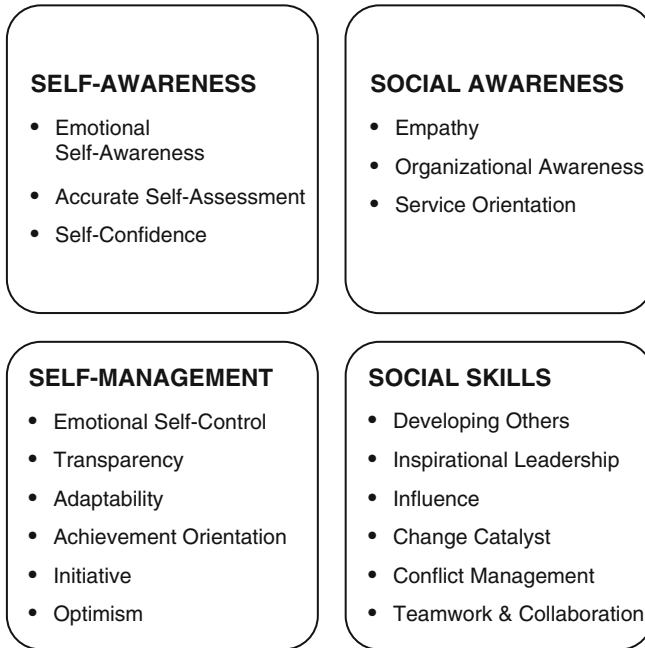 SELF-AWARENESS
• Emotional
Self-Awareness
• Accurate Self-Assessment
• Self-Confidence
SOCIAL AWARENESS
• Empathy
• Organizational Awareness
• Service Orientation
SELF-MANAGEMENT
• Emotional Self-Control
• Transparency
• Adaptability
• Achievement Orientation
• Initiative
• Optimism
SOCIAL SKILLS
• Developing Others
• Inspirational Leadership
• Influence
• Change Catalyst
• Conflict Management
• Teamwork & Collaboration